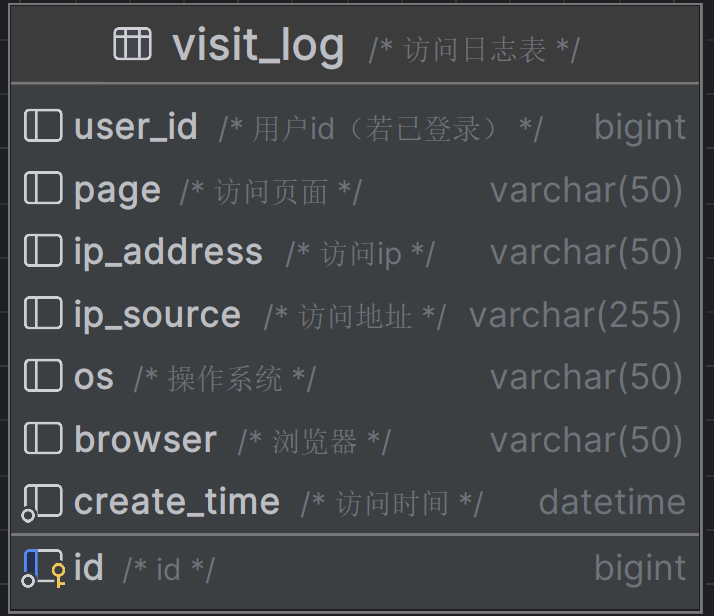 visit_log /* 访问日志表 */
user_id /* 用户id（若已登录） */ bigint
page /* 访问页面 */ varchar(50)
ip_address /* 访问ip */ varchar(50)
ip_source /* 访问地址 */ varchar(255)
os /* 操作系统 */ varchar(50)
browser /* 浏览器 */ varchar(50)
create_time /* 访问时间 */ datetime
id /* id */ bigint